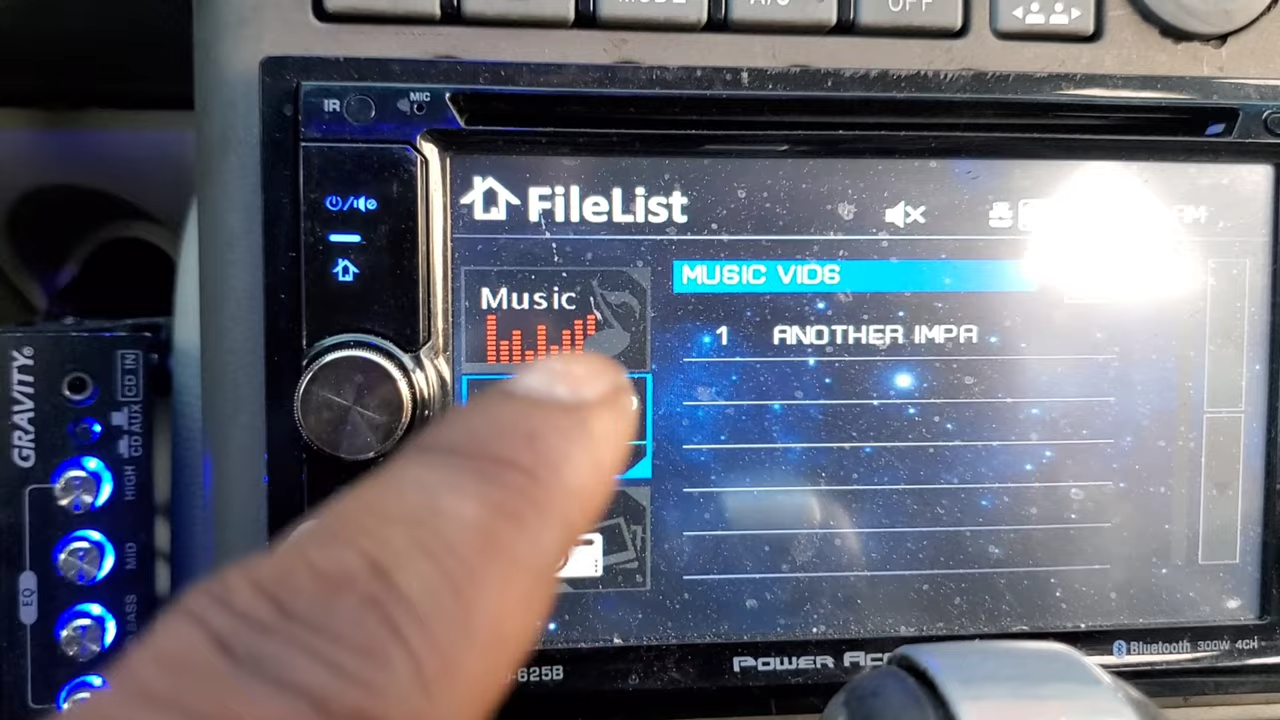 OFF
IR
MIC
FileList
MUSIC VIDS
Music
1 ANOTHER IMPA
GRAVITY®
CD IN
CD AUX
HIGH
MID
BASS
EQ
-625B
POWER
Bluetooth 300W 4CH